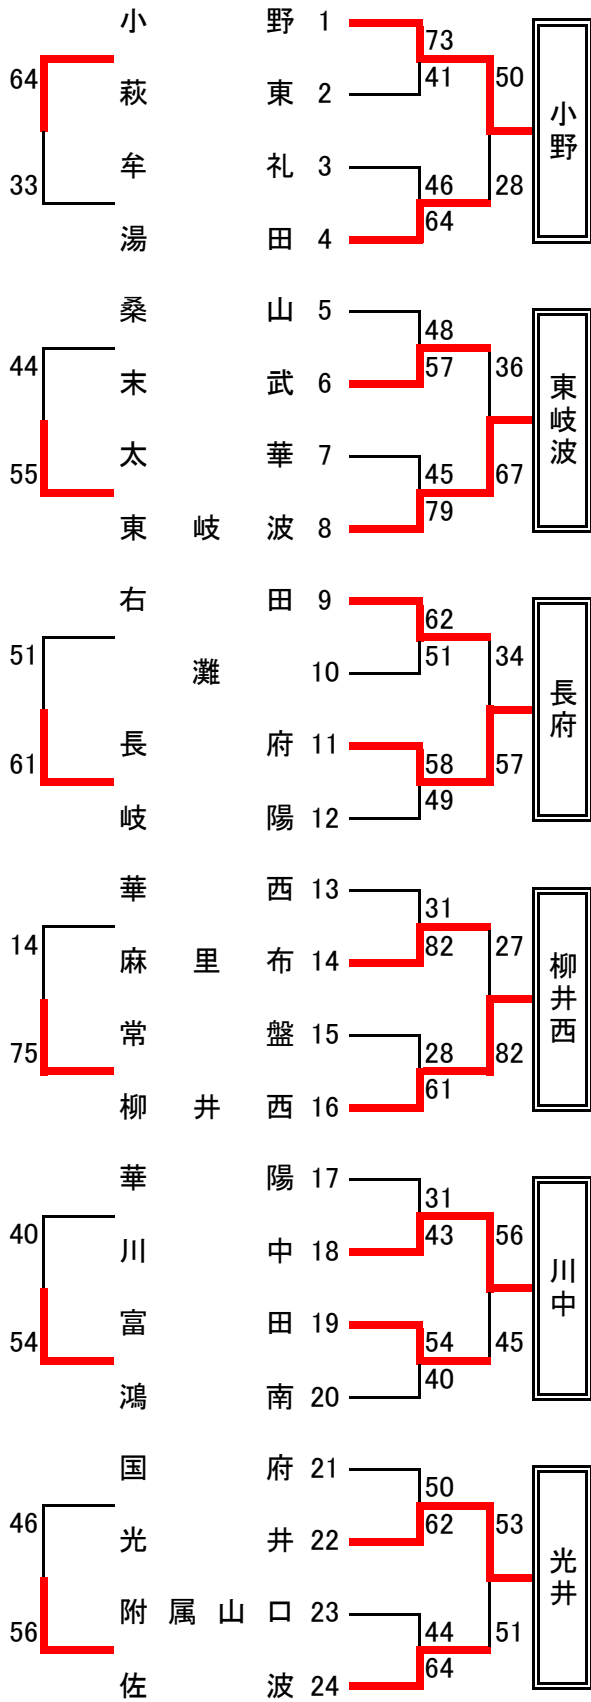 小野 1
73
64
41
50
萩東 2
小野
牟礼 3
33
46
28
64
湯田 4
桑山 5
48
44
57
36
末武 6
東岐波
太華 7
55
45
67
79
東岐波 8
右田 9
62
51
51
34
灘 10
長府
長府 11
61
58
57
49
岐陽 12
華西 13
31
14
82
27
麻里布 14
柳井西
常盤 15
75
28
82
61
柳井西 16
華陽 17
31
40
43
56
川中 18
川中
富田 19
54
54
45
40
鴻南 20
国府 21
50
46
62
53
光井 22
光井
附属山口 23
56
44
51
64
佐波 24